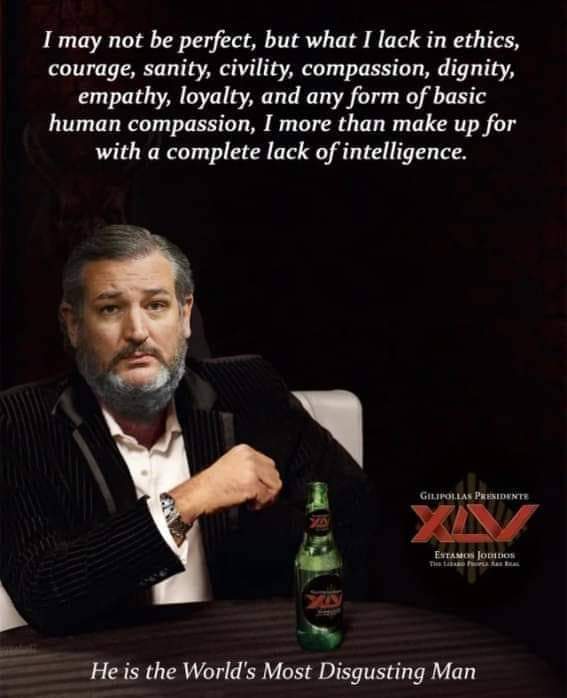 I may not be perfect, but what I lack in ethics,
courage, sanity, civility, compassion, dignity,
empathy, loyalty, and any form of basic
human compassion, I more than make up for
with a complete lack of intelligence.
GILIPOLLAS PRESIDENTE
XLV
ESTAMOS JODIDOS
THE LIZARD PEOPLE ARE REAL
XLV
XLV
He is the World's Most Disgusting Man